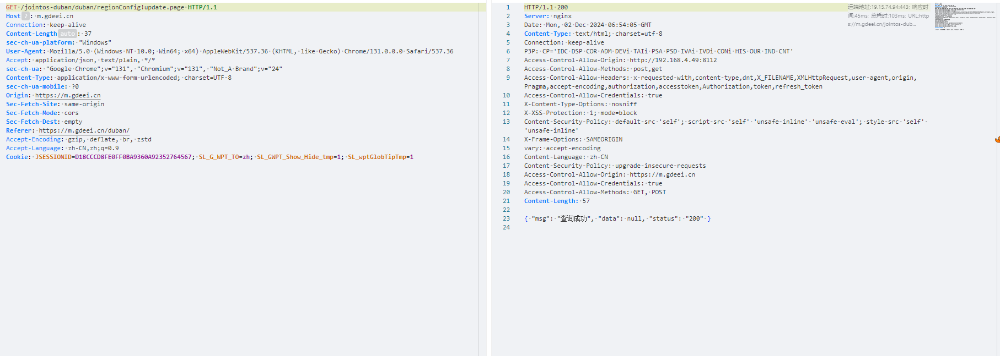 GET /jointos-duban/duban/regionConfig!update.page HTTP/1.1
Host ? : m.gdeei.cn
Connection: keep-alive
Content-Length auto : 37
sec-ch-ua-platform: "Windows"
User-Agent: Mozilla/5.0 (Windows NT 10.0; Win64; x64) AppleWebKit/537.36 (KHTML, like Gecko) Chrome/131.0.0.0 Safari/537.36
Accept: application/json, text/plain, */*
sec-ch-ua: "Google Chrome";v="131", "Chromium";v="131", "Not_A Brand";v="24"
Content-Type: application/x-www-form-urlencoded; charset=UTF-8
sec-ch-ua-mobile: ?0
Origin: https://m.gdeei.cn
Sec-Fetch-Site: same-origin
Sec-Fetch-Mode: cors
Sec-Fetch-Dest: empty
Referer: https://m.gdeei.cn/duban/
Accept-Encoding: gzip, deflate, br, zstd
Accept-Language: zh-CN,zh;q=0.9
Cookie: JSESSIONID=D18CCCD8FE0FF0BA9360A92352764567; SL_G_WPT_TO=zh; SL_GWPT_Show_Hide_tmp=1; SL_wptGlobTipTmp=1
1 HTTP/1.1 200
2 Server: nginx
3 Date: Mon, 02 Dec 2024 06:54:05 GMT
4 Content-Type: text/html; charset=utf-8
5 Connection: keep-alive
6 P3P: CP='IDC DSP COR ADM DEVi TAIi PSA PSD IVAi IVDi CONi HIS OUR IND CNT'
7 Access-Control-Allow-Origin: http://192.168.4.49:8112
8 Access-Control-Allow-Methods: post,get
9 Access-Control-Allow-Headers: x-requested-with,content-type,dnt,X_FILENAME,XMLHttpRequest,user-agent,origin,
Pragma,accept-encoding,authorization,accesstoken,Authorization,token,refresh_token
10 Access-Control-Allow-Credentials: true
11 X-Content-Type-Options: nosniff
12 X-XSS-Protection: 1; mode=block
13 Content-Security-Policy: default-src 'self'; script-src 'self' 'unsafe-inline' 'unsafe-eval'; style-src 'self'
'unsafe-inline'
14 X-Frame-Options: SAMEORIGIN
15 vary: accept-encoding
16 Content-Language: zh-CN
17 Content-Security-Policy: upgrade-insecure-requests
18 Access-Control-Allow-Origin: https://m.gdeei.cn
19 Access-Control-Allow-Credentials: true
20 Access-Control-Allow-Methods: GET, POST
21 Content-Length: 57
22
23 { "msg": "查询成功", "data": null, "status": "200" }
24
远端地址:19.15.74.94:443; 响应时
间:45ms; 总耗时:103ms; URL:http
s://m.gdeei.cn/jointos-dub...